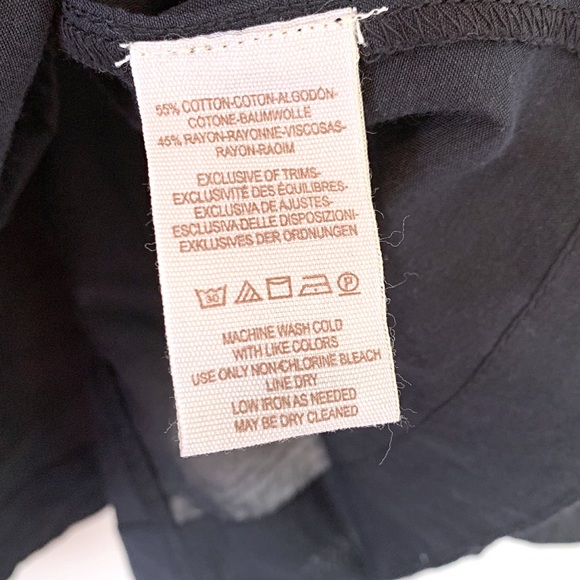 55% COTTON-COTON-ALGODÓN-
COTONE-BAUMWOLLE
45% RAYON-RAYONNE-VISCOSAS-
RAYON-RAOIM
EXCLUSIVE OF TRIMS-
EXCLUSIVITÉ DES ÉQUILIBRES-
EXCLUSIVA DE AJUSTES-
ESCLUSIVA DELLE DISPOSIZIONI-
EXKLUSIVES DER ORDNUNGEN
30 P
MACHINE WASH COLD
WITH LIKE COLORS
USE ONLY NON-CHLORINE BLEACH
LINE DRY
LOW IRON AS NEEDED
MAY BE DRY CLEANED